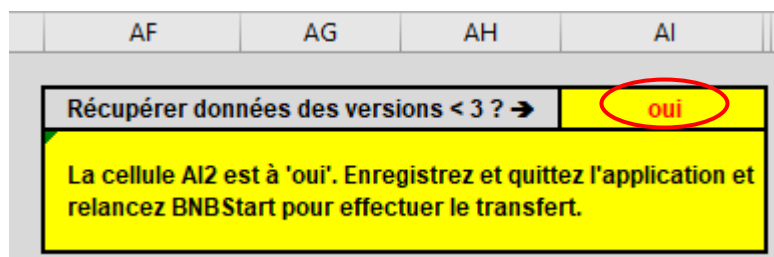 AF AG AH AI
Récupérer données des versions < 3 ? ➔ oui
La cellule AI2 est à 'oui'. Enregistrez et quittez l'application et
relancez BNBStart pour effectuer le transfert.